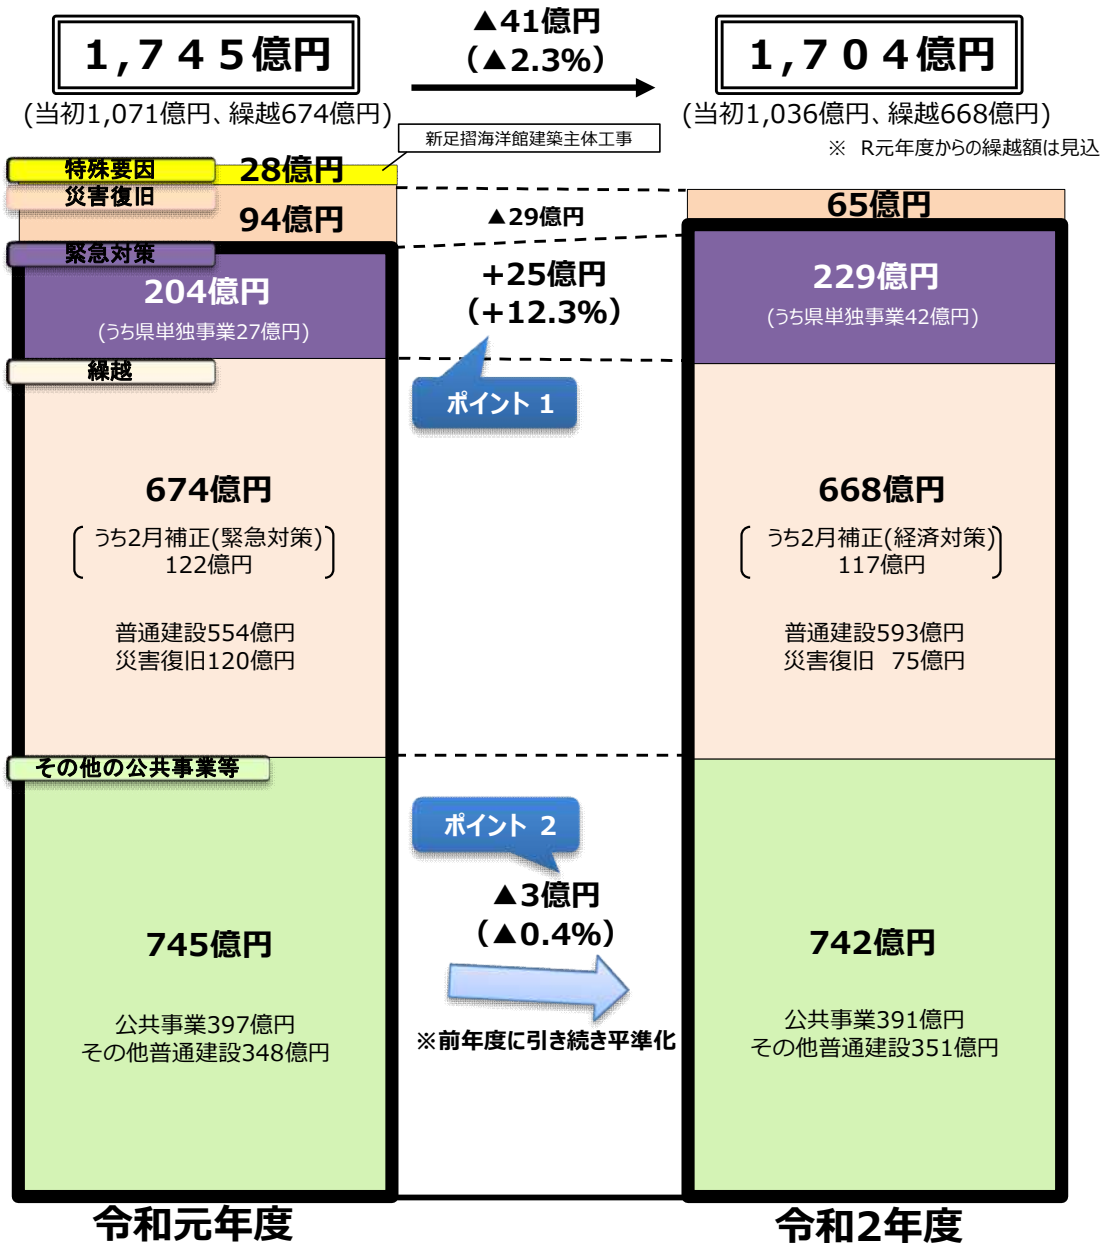 1,745億円
(当初1,071億円、繰越674億円)
▲41億円
(▲2.3%)
1,704億円
(当初1,036億円、繰越668億円)
※ R元年度からの繰越額は見込
新足摺海洋館建築主体工事
特殊要因
28億円
災害復旧
94億円
▲29億円
65億円
緊急対策
204億円
(うち県単独事業27億円)
+25億円
(+12.3%)
229億円
(うち県単独事業42億円)
繰越
ポイント 1
674億円
うち2月補正(緊急対策)
122億円
普通建設554億円
災害復旧120億円
668億円
うち2月補正(経済対策)
117億円
普通建設593億円
災害復旧 75億円
その他の公共事業等
ポイント 2
▲3億円
(▲0.4%)
※前年度に引き続き平準化
745億円
公共事業397億円
その他普通建設348億円
742億円
公共事業391億円
その他普通建設351億円
令和元年度
令和2年度